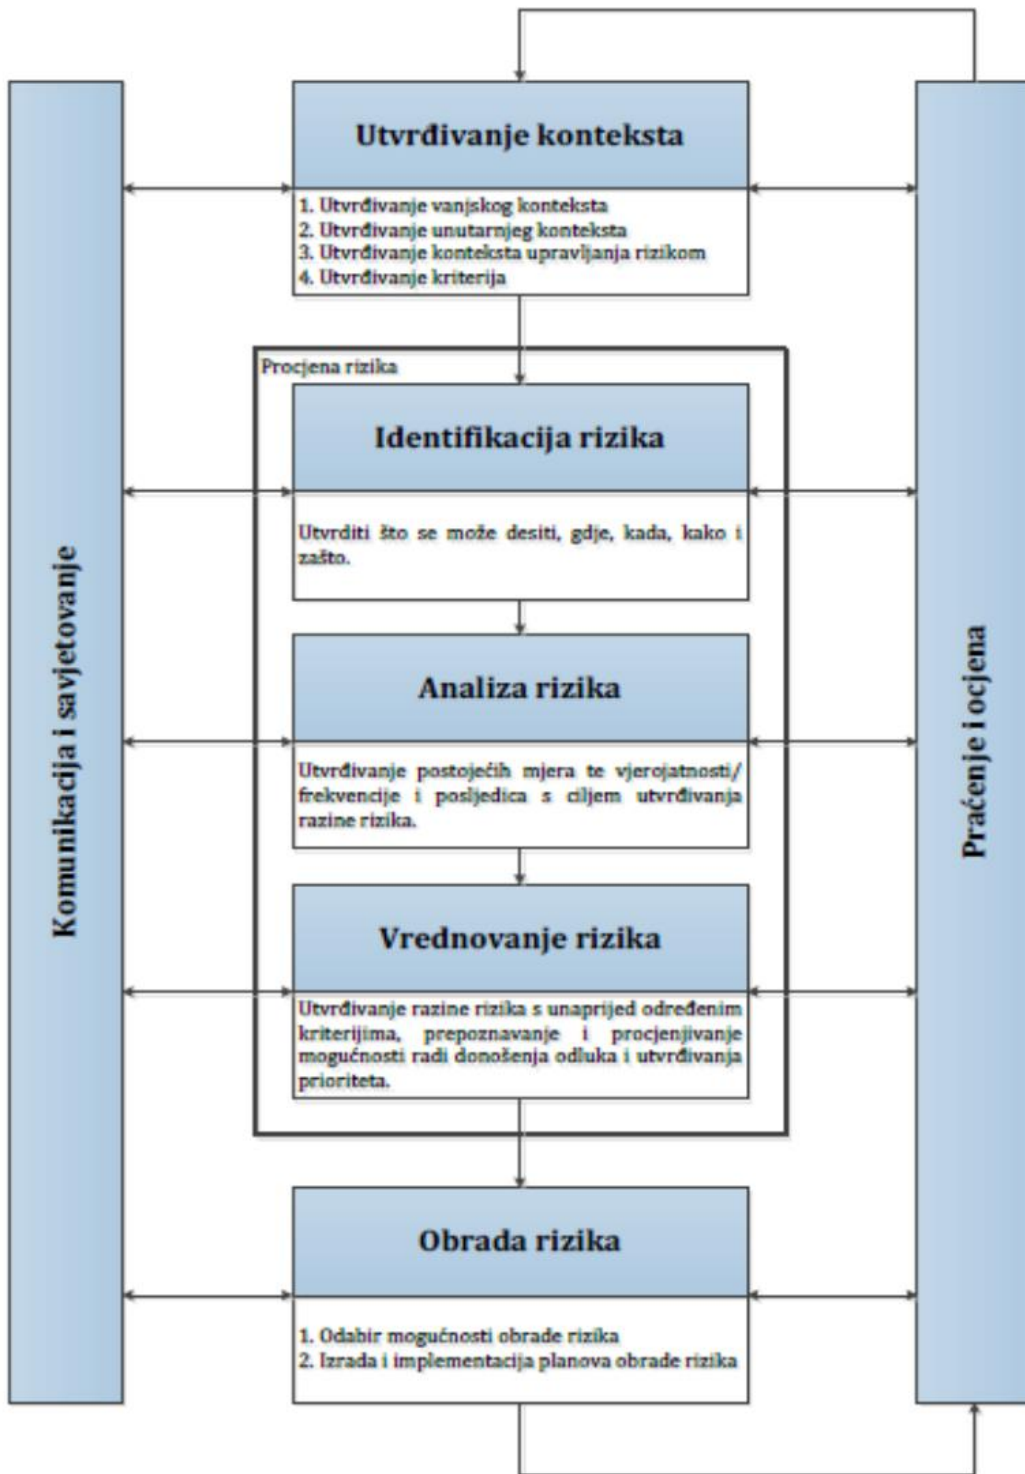 Utvrđivanje konteksta
1. Utvrđivanje vanjskog konteksta
2. Utvrđivanje unutarnjeg konteksta
3. Utvrđivanje konteksta upravljanja rizikom
4. Utvrđivanje kriterija
Procjena rizika
Identifikacija rizika
Utvrditi što se može desiti, gdje, kada, kako i
zašto.
Analiza rizika
Utvrđivanje postojećih mjera te vjerojatnosti/
frekvencije i posljedica s ciljem utvrđivanja
razine rizika.
Vrednovanje rizika
Utvrđivanje razine rizika s unaprijed određenim
kriterijima, prepoznavanje i procjenjivanje
mogućnosti radi donošenja odluka i utvrđivanja
prioriteta.
Obrada rizika
1. Odabir mogućnosti obrade rizika
2. Izrada i implementacija planova obrade rizika
Komunikacija i savjetovanje
Praćenje i ocjena